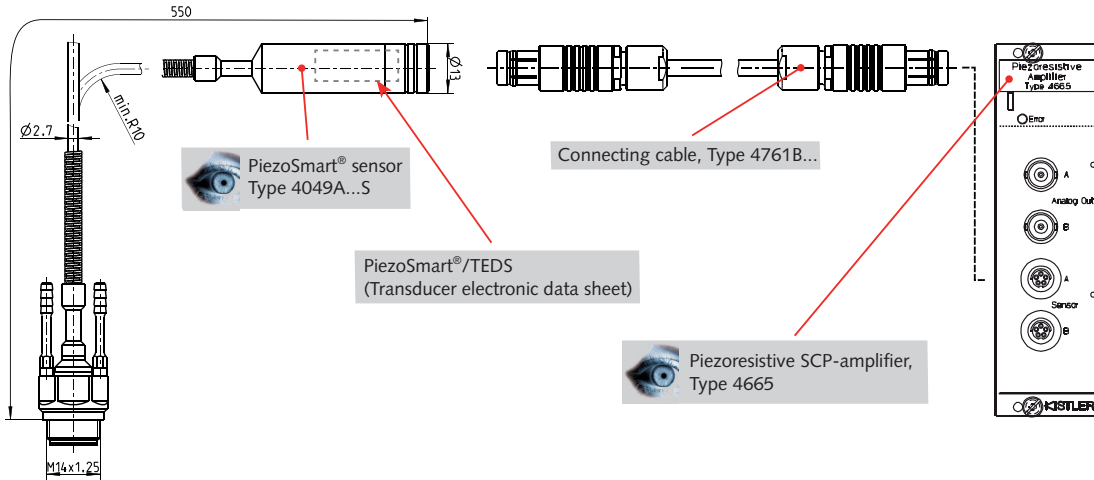 550
Piezoresistive
Amplifier
Type 4665
Error
A
Analog Out
B
A
Sensor
B
KISTLER
Ø13
min.R10
Ø2.7
PiezoSmart® sensor
Type 4049A...S
Connecting cable, Type 4761B...
PiezoSmart®/TEDS
(Transducer electronic data sheet)
Piezoresistive SCP-amplifier,
Type 4665
M14x1.25